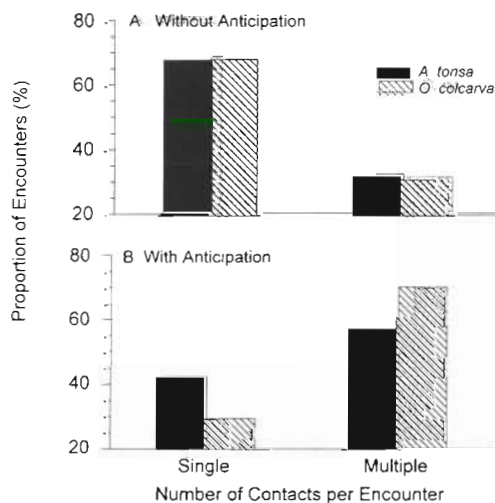 Proportion of Encounters (%)
80
60
40
20
A Without Anticipation
A tonsa
O colcarva
80
60
40
20
B With Anticipation
Single
Multiple
Number of Contacts per Encounter